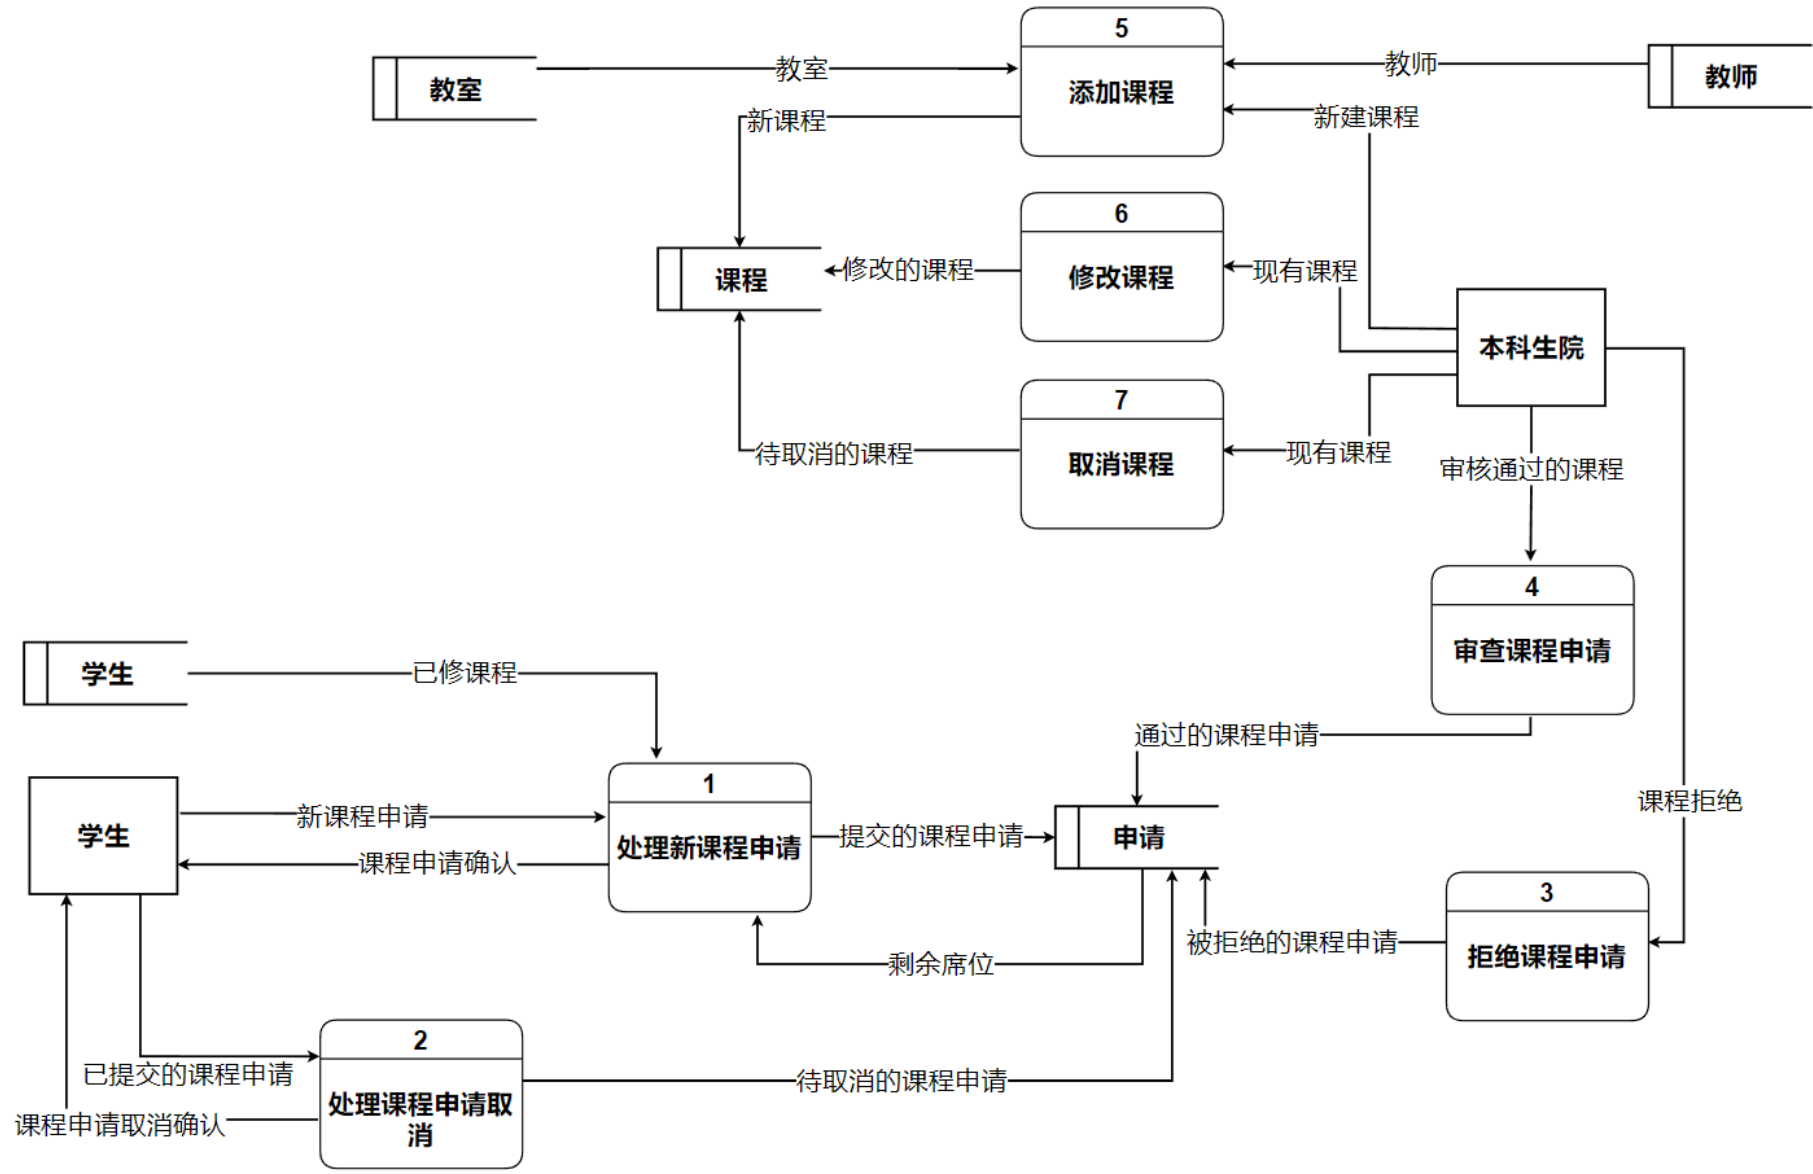 5
教室
教师
教室
教师
添加课程
新课程
新建课程
6
课程
修改的课程
修改课程
现有课程
本科生院
7
待取消的课程
取消课程
现有课程
审核通过的课程
4
审查课程申请
学生
已修课程
通过的课程申请
1
课程拒绝
新课程申请
学生
处理新课程申请
提交的课程申请
申请
课程申请确认
3
被拒绝的课程申请
拒绝课程申请
剩余席位
2
已提交的课程申请
待取消的课程申请
处理课程申请取
消
课程申请取消确认